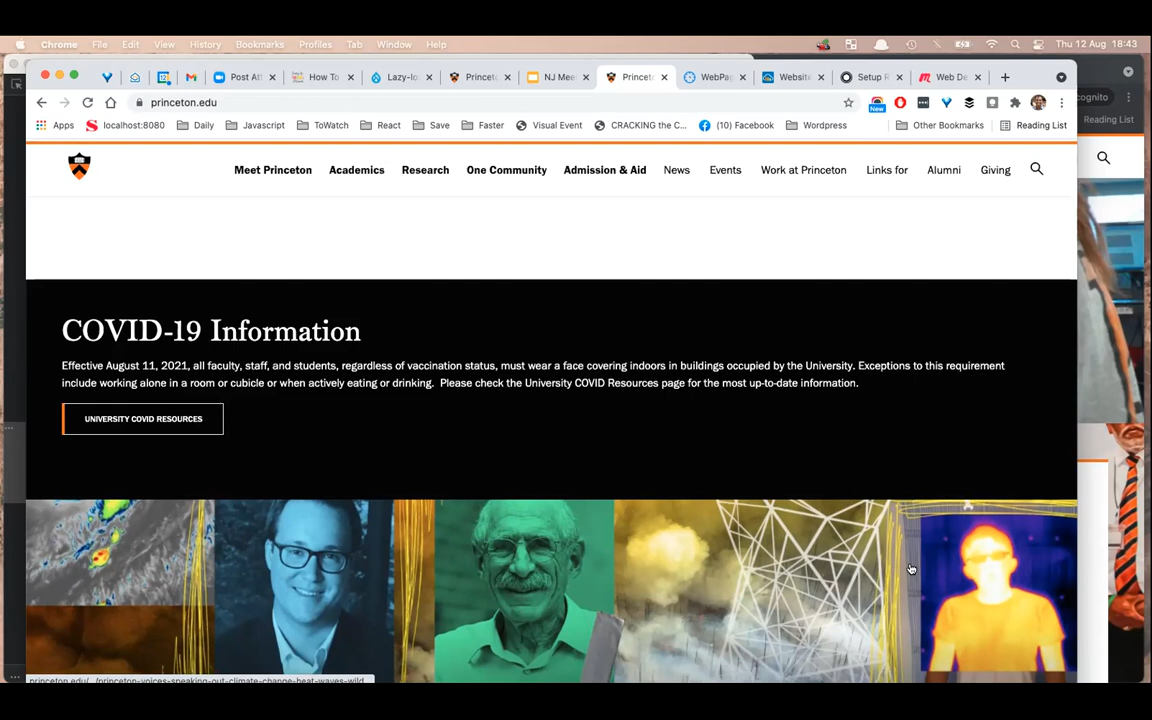 Chrome File Edit View History Bookmarks Profiles Tab Window Help Thu 12 Aug 18:43
Post Att How To Lazy-lo Princeto NJ Mee Princeto WebPag Website Setup R Web De
princeton.edu New cognito
Apps localhost:8080 Daily Javascript ToWatch React Save Faster Visual Event CRACKING the C... (10) Facebook Wordpress Other Bookmarks Reading List Reading List
Meet Princeton Academics Research One Community Admission & Aid News Events Work at Princeton Links for Alumni Giving
COVID-19 Information
Effective August 11, 2021, all faculty, staff, and students, regardless of vaccination status, must wear a face covering indoors in buildings occupied by the University. Exceptions to this requirement
include working alone in a room or cubicle or when actively eating or drinking. Please check the University COVID Resources page for the most up-to-date information.
UNIVERSITY COVID RESOURCES
princeton.edu/.../princeton-voices-speaking-out-climate-change-heat-waves-wild...